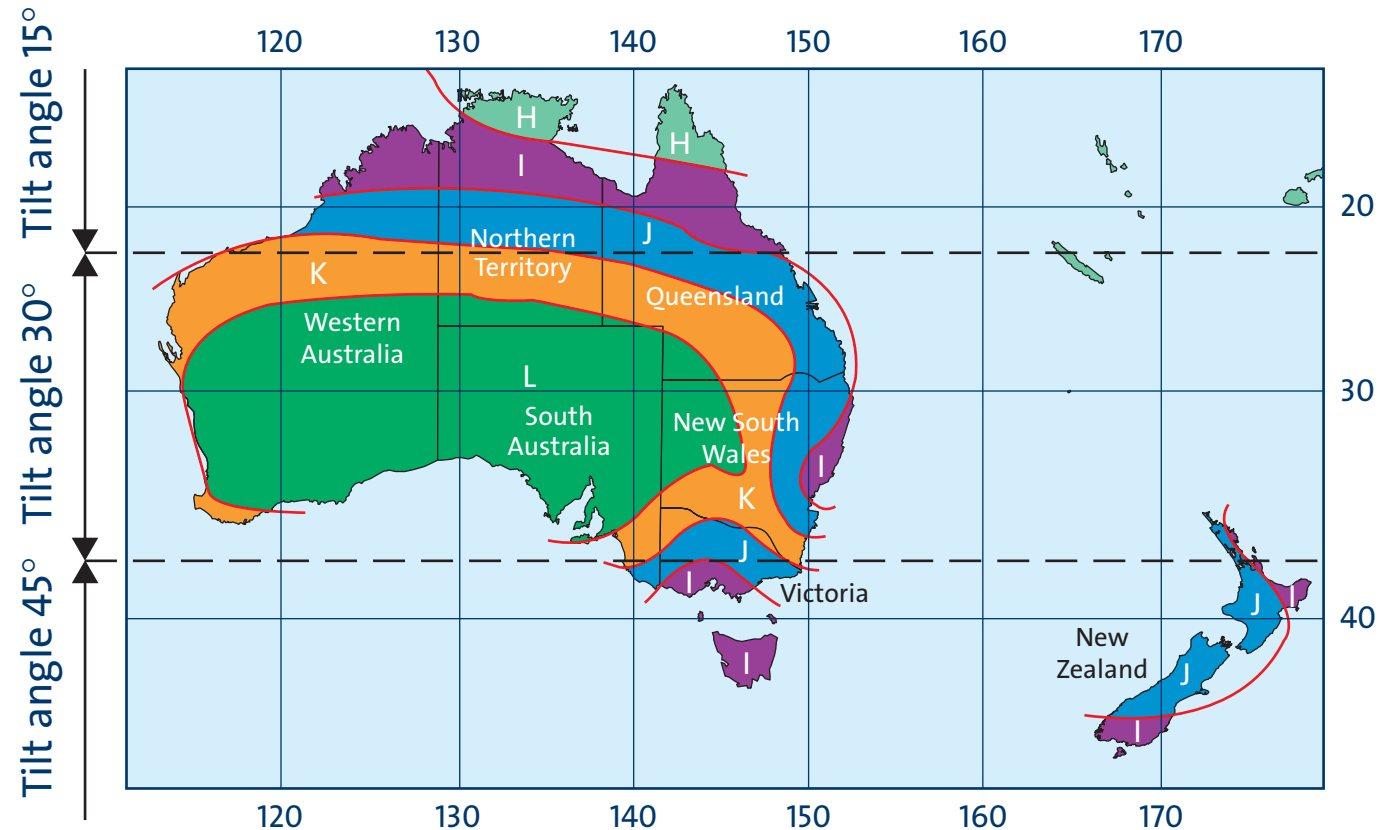 120 130 140 150 160 170
Tilt angle 15°
H
H
I
20
Northern
Territory
J
K
Queensland
Tilt angle 30°
Western
Australia
L
30
South
Australia
New South
Wales
I
K
J
I
Victoria
Tilt angle 45°
J
I
40
New
Zealand
I
J
I
120 130 140 150 160 170